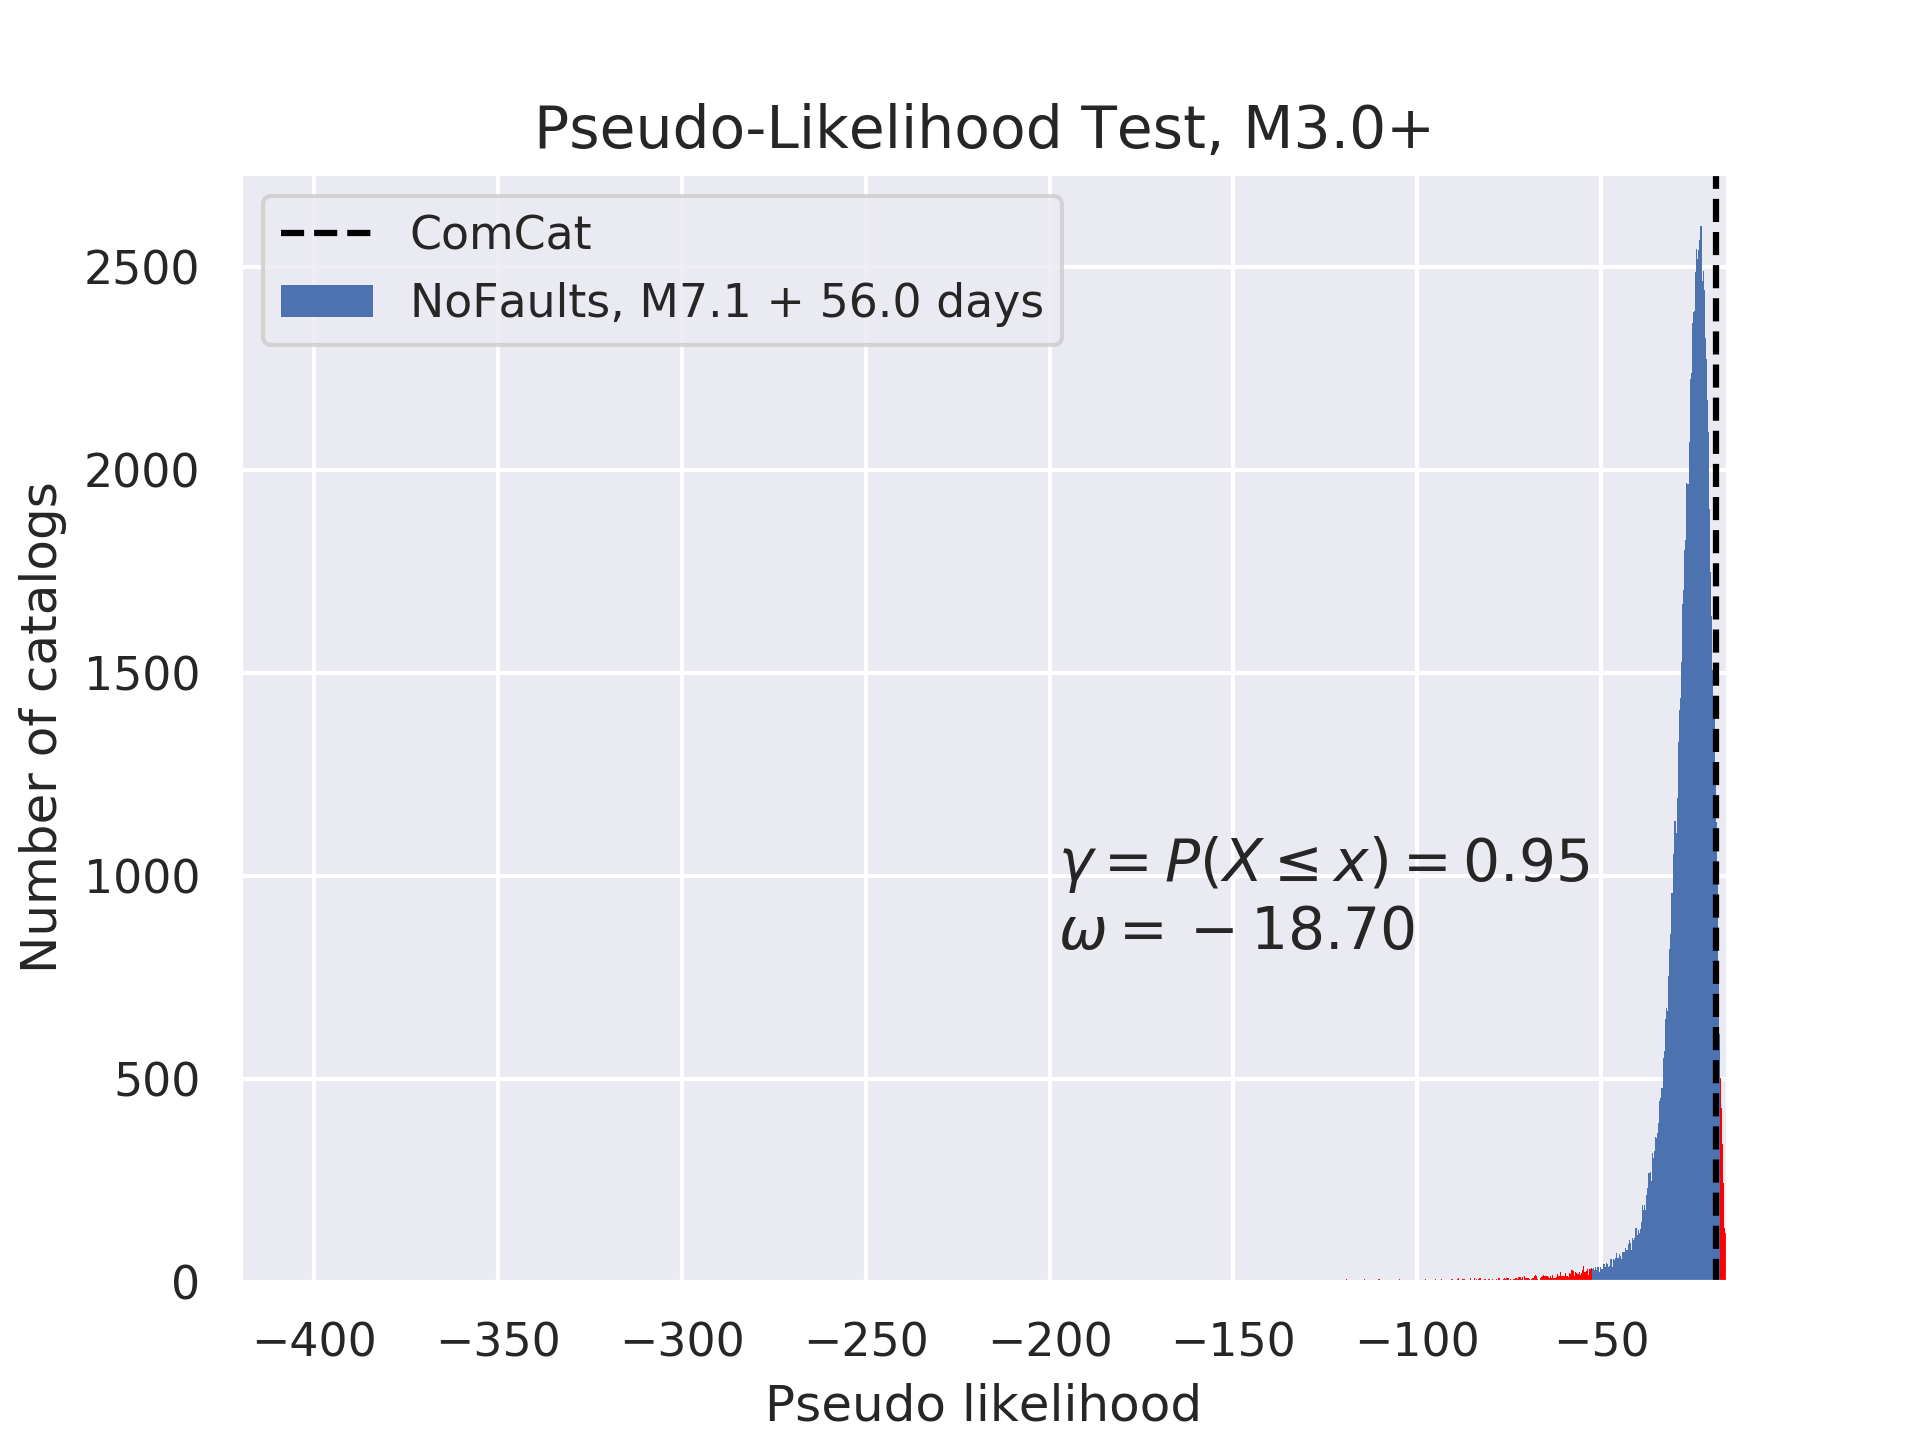 Pseudo-Likelihood Test, M3.0+
ComCat
NoFaults, M7.1 + 56.0 days
2500
2000
1500
1000
500
0
Number of catalogs
γ = P(X ≤ x) = 0.95
ω = −18.70
−400 −350 −300 −250 −200 −150 −100 −50
Pseudo likelihood